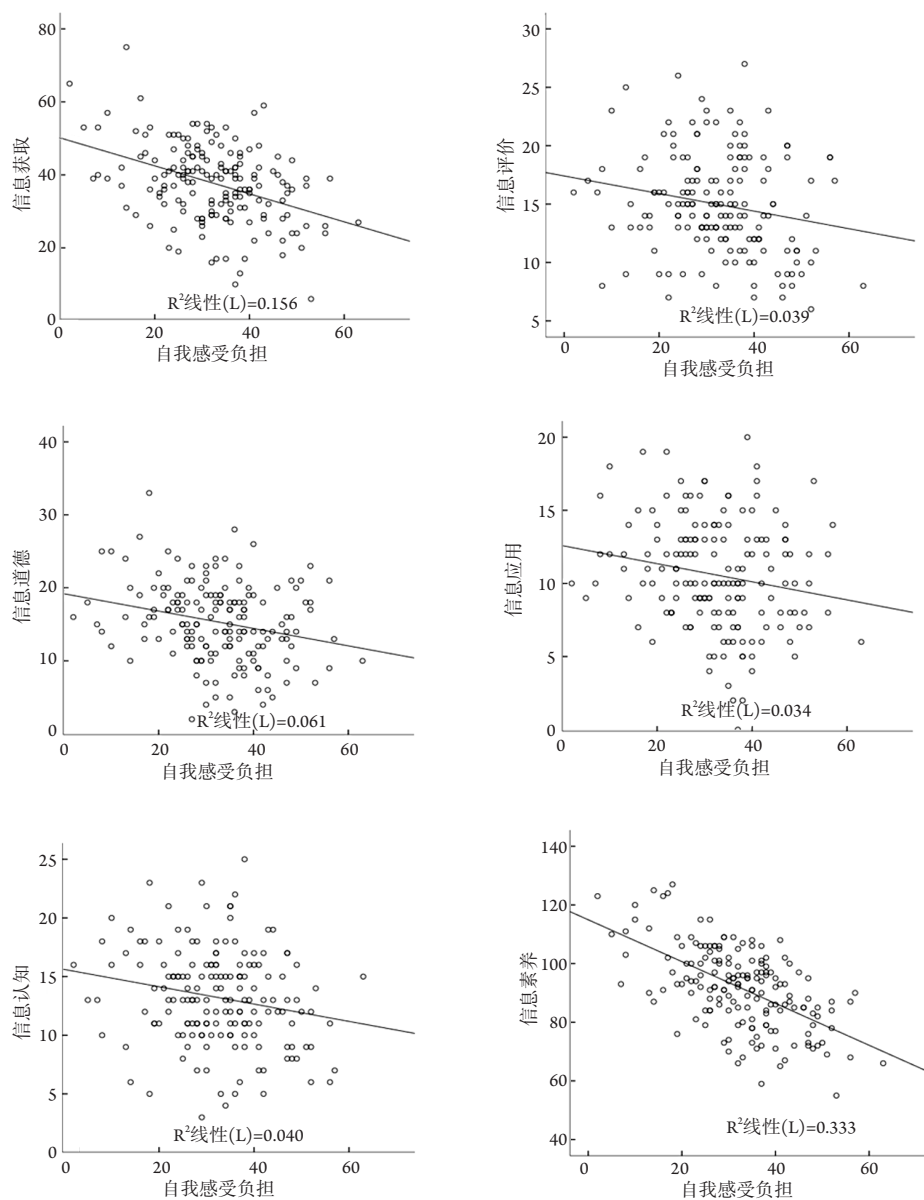 80
60
40
20
0
信息获取
R²线性(L)=0.156
0 20 40 60
自我感受负担
30
25
20
15
10
5
信息评价
R²线性(L)=0.039
0 20 40 60
自我感受负担
40
30
20
10
0
信息道德
R²线性(L)=0.061
0 20 40 60
自我感受负担
20
15
10
5
0
信息应用
R²线性(L)=0.034
0 20 40 60
自我感受负担
25
20
15
10
5
0
信息认知
R²线性(L)=0.040
0 20 40 60
自我感受负担
140
120
100
80
60
40
信息素养
R²线性(L)=0.333
0 20 40 60
自我感受负担